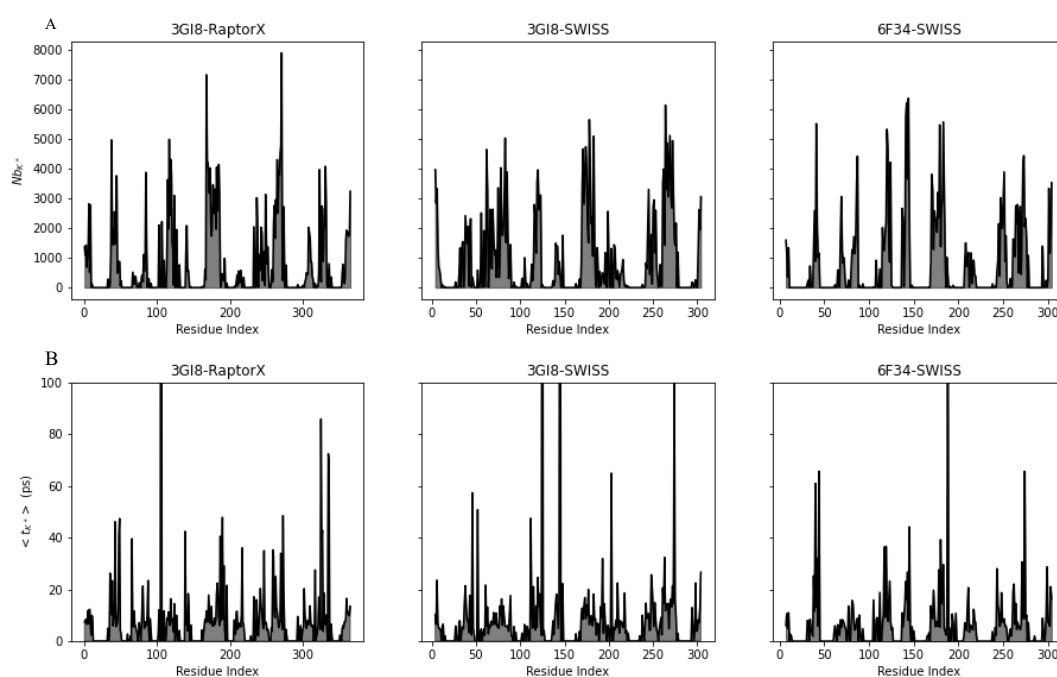 A
3GI8-RaptorX
3GI8-SWISS
6F34-SWISS
8000
7000
6000
5000
4000
3000
2000
1000
0
Nb_{K^+}
0 100 200 300
0 50 100 150 200 250 300
0 50 100 150 200 250 300
Residue Index
Residue Index
Residue Index
B
3GI8-RaptorX
3GI8-SWISS
6F34-SWISS
100
80
60
40
20
0
< t_{K^+} > (ps)
0 100 200 300
0 50 100 150 200 250 300
0 50 100 150 200 250 300
Residue Index
Residue Index
Residue Index